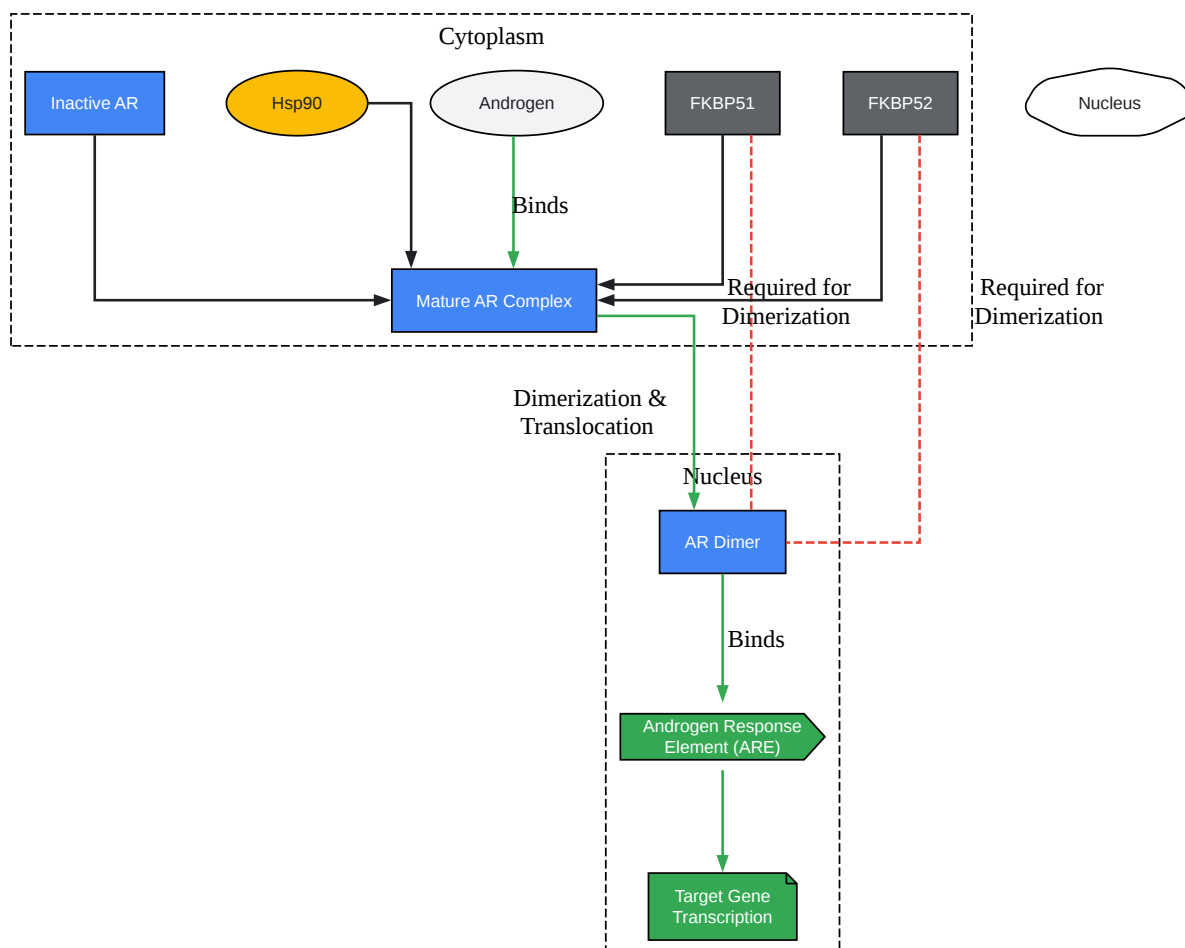 Cytoplasm
Inactive AR
Hsp90
Androgen
FKBP51
FKBP52
Nucleus
Binds
Mature AR Complex
Required for
Dimerization
Required for
Dimerization
Dimerization &
Translocation
Nucleus
AR Dimer
Binds
Androgen Response
Element (ARE)
Target Gene
Transcription